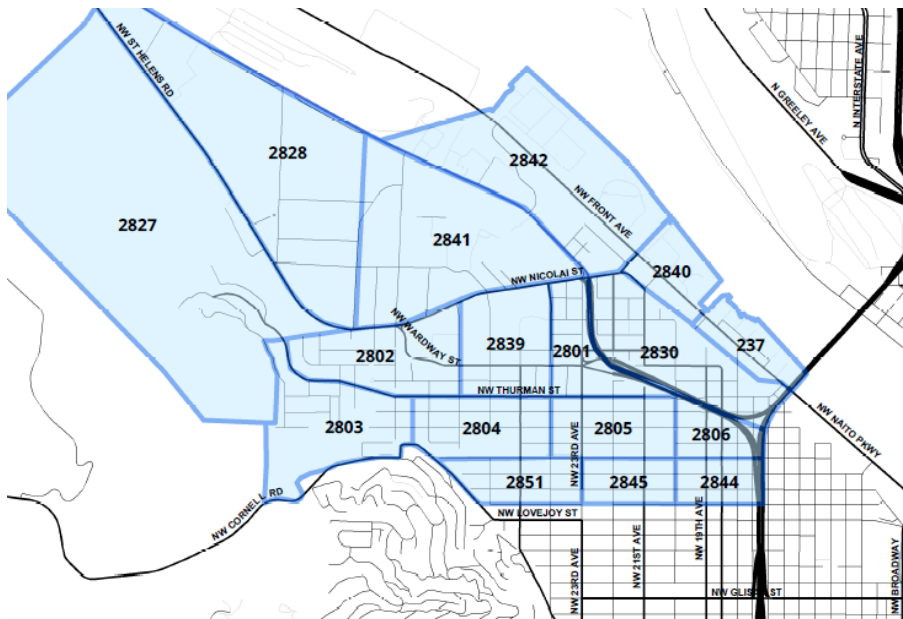 NW ST HELENS RD
N GREELEY AVE
N INTERSTATE AVE
2828
2842
2827
NW FRONT AVE
2841
NW NICOLAI ST
2840
NW WARDWAY ST
2802
2839
2801
2830
237
NW THURMAN ST
NW NAITO PKWY
2803
2804
NW 23RD AVE
2805
2806
2851
2845
2844
NW CORNELL RD
NW LOVEJOY ST
NW 19TH AVE
NW 21ST AVE
NW 23RD AVE
NW GLISAN ST
NW BROADWAY